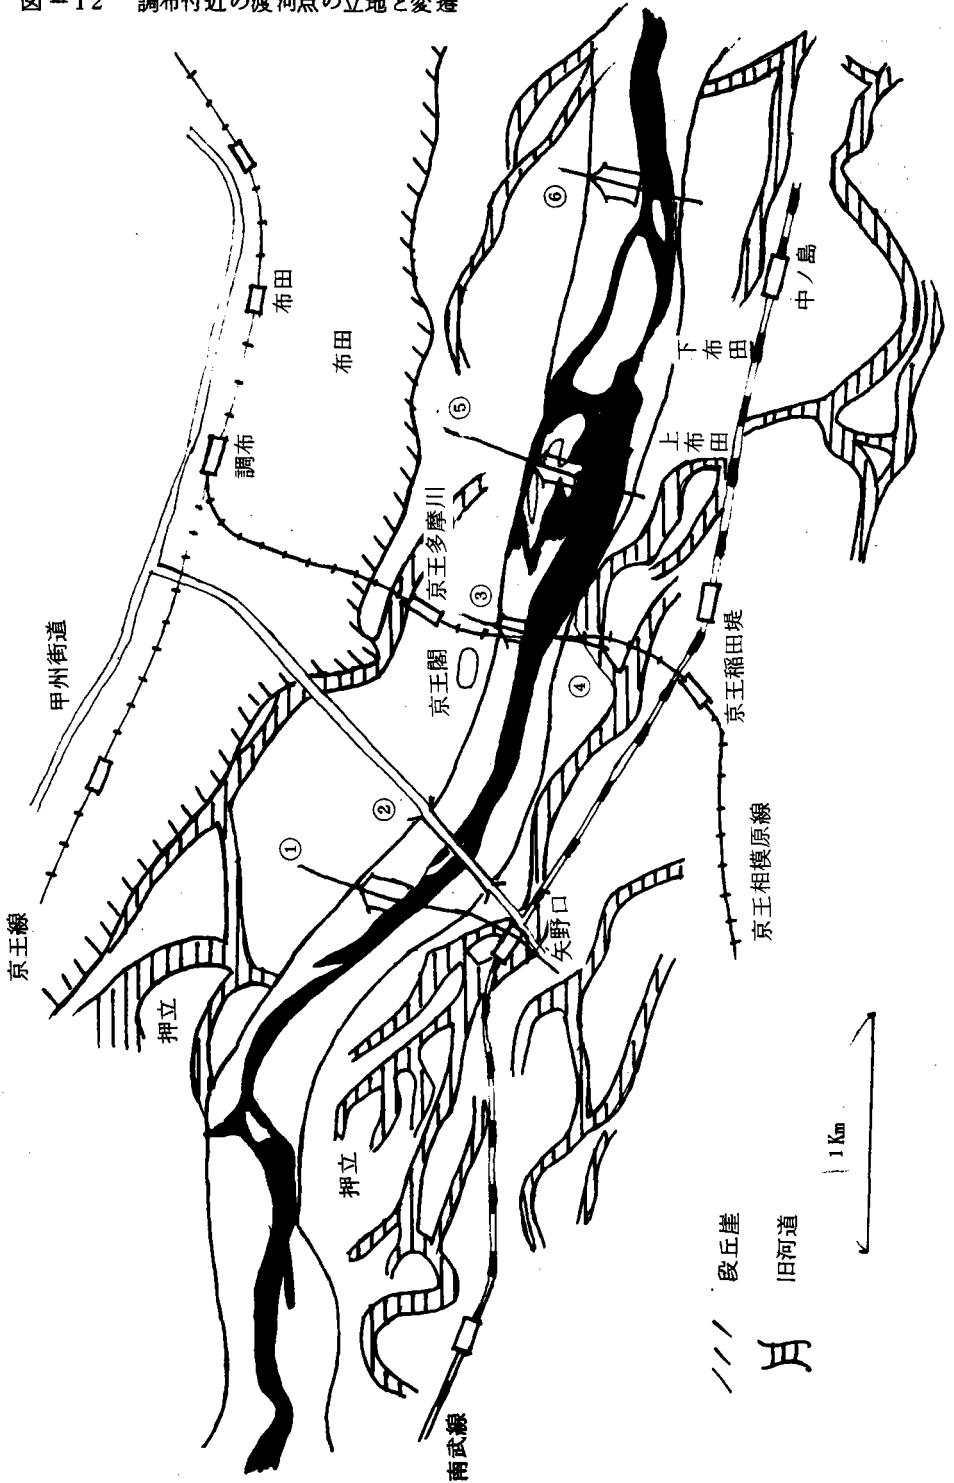 図－12　調布付近の渡河点の立地と変遷
甲州街道
京王線
調布
布田
布田
押立
京王閣
京王多摩川
①
②
③
④
⑤
⑥
上布田
下布田
中ノ島
京王稲田堤
矢野口
押立
京王相模原線
南武線
段丘崖
旧河道
1Km